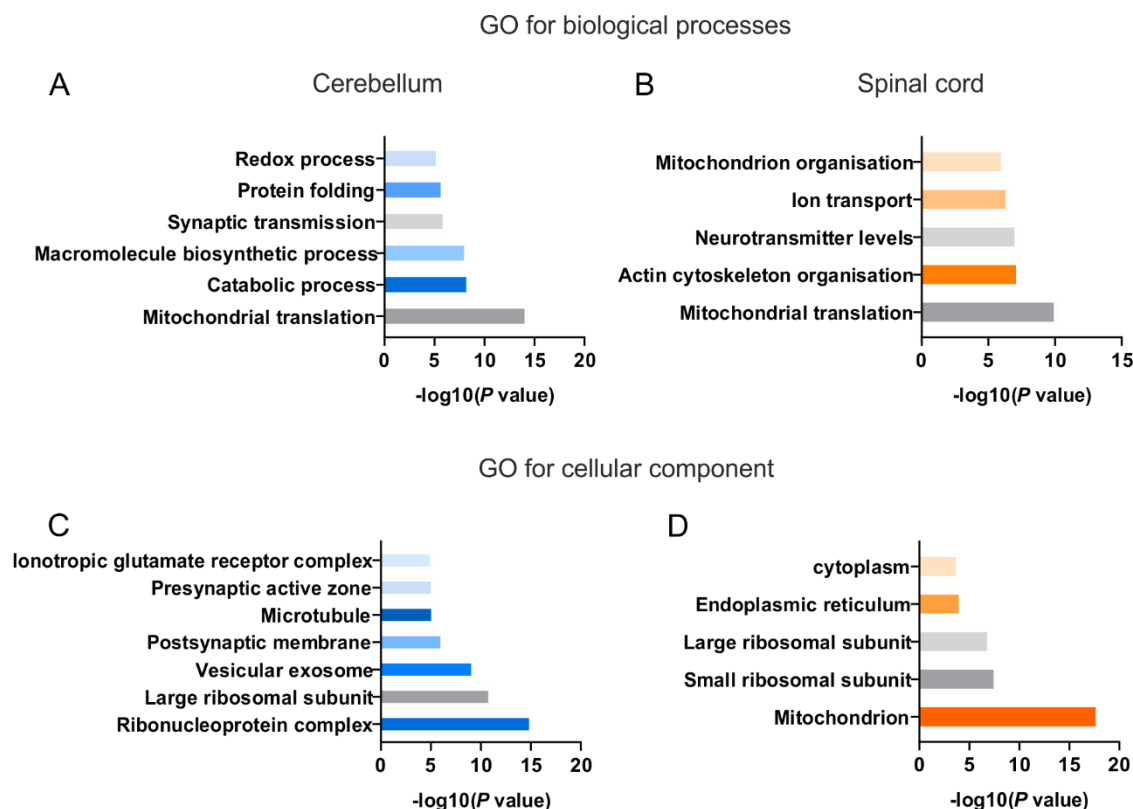 GO for biological processes
A
Cerebellum
Redox process
Protein folding
Synaptic transmission
Macromolecule biosynthetic process
Catabolic process
Mitochondrial translation
0 5 10 15 20
-log10(P value)
B
Spinal cord
Mitochondrion organisation
Ion transport
Neurotransmitter levels
Actin cytoskeleton organisation
Mitochondrial translation
0 5 10 15
-log10(P value)
GO for cellular component
C
Ionotropic glutamate receptor complex
Presynaptic active zone
Microtubule
Postsynaptic membrane
Vesicular exosome
Large ribosomal subunit
Ribonucleoprotein complex
0 5 10 15 20
-log10(P value)
D
cytoplasm
Endoplasmic reticulum
Large ribosomal subunit
Small ribosomal subunit
Mitochondrion
0 5 10 15 20
-log10(P value)